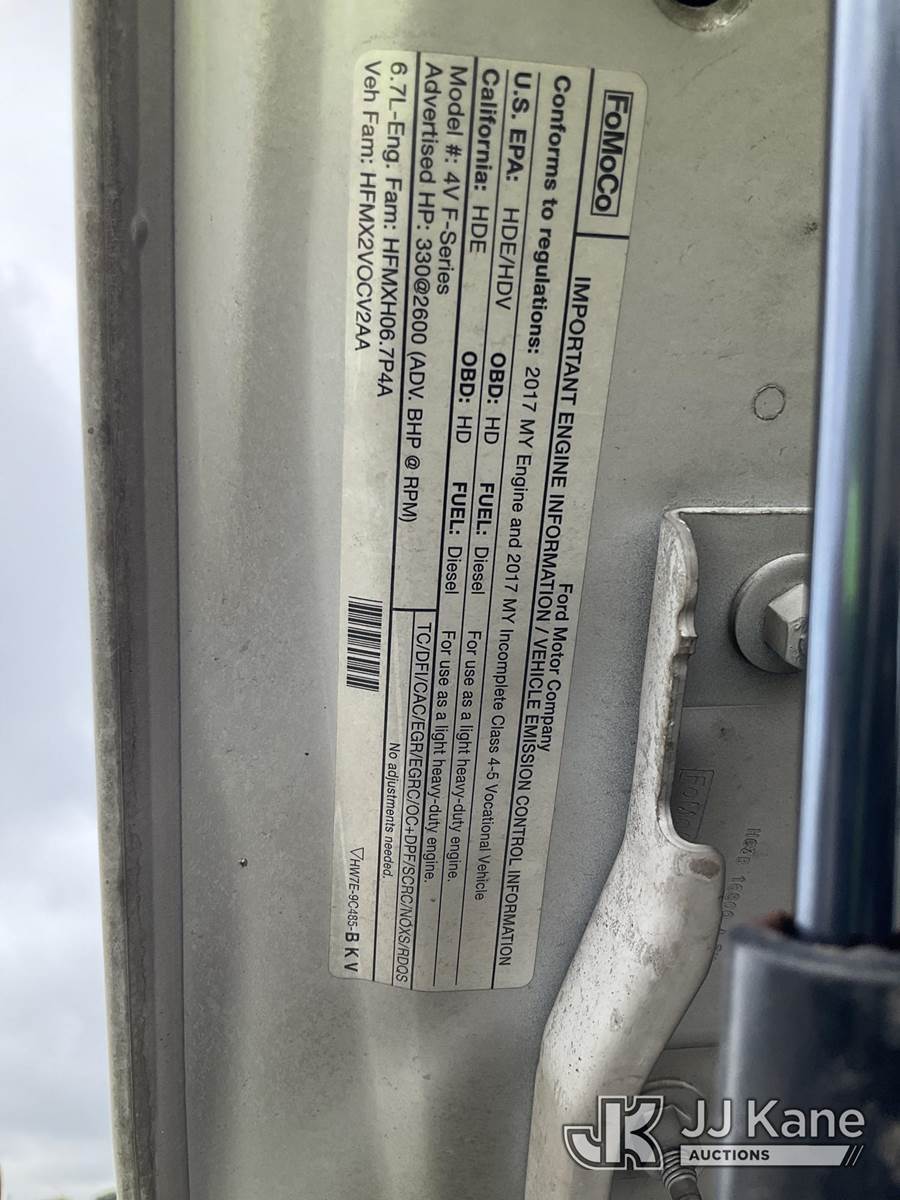 FoMoCo
Ford Motor Company
IMPORTANT ENGINE INFORMATION / VEHICLE EMISSION CONTROL INFORMATION
Conforms to regulations: 2017 MY Engine and 2017 MY Incomplete Class 4-5 Vocational Vehicle
U.S. EPA: HDE/HDV OBD: HD FUEL: Diesel For use as a light heavy-duty engine.
California: HDE OBD: HD FUEL: Diesel For use as a light heavy-duty engine.
Model #: 4V F-Series TC/DFI/CAC/EGR/EGRC/OC+DPF/SCRC/NOXS/RDQS
Advertised HP: 330@2600 (ADV. BHP @ RPM) No adjustments needed.
6.7L-Eng. Fam: HFMXH06.7P4A
Veh Fam: HFMX2VOCV2AA
HW7E-9C485-B K V
JK JJ Kane
AUCTIONS